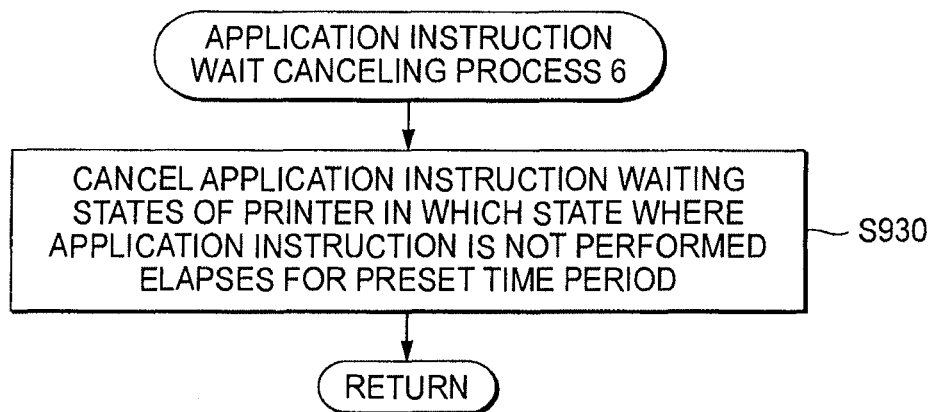 APPLICATION INSTRUCTION
WAIT CANCELING PROCESS 6
CANCEL APPLICATION INSTRUCTION WAITING
STATES OF PRINTER IN WHICH STATE WHERE
APPLICATION INSTRUCTION IS NOT PERFORMED
ELAPSES FOR PRESET TIME PERIOD
S930
RETURN